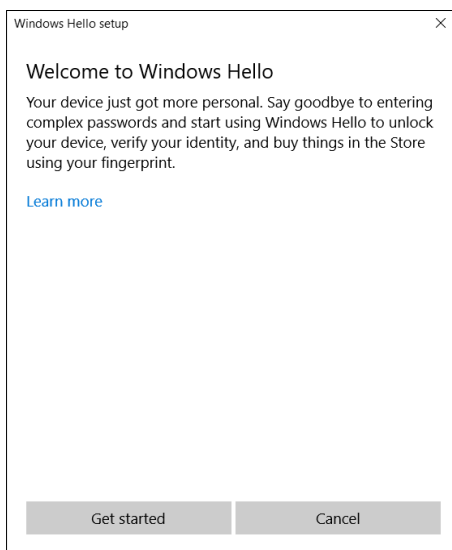 Windows Hello setup
Welcome to Windows Hello
Your device just got more personal. Say goodbye to entering
complex passwords and start using Windows Hello to unlock
your device, verify your identity, and buy things in the Store
using your fingerprint.
Learn more
Get started
Cancel